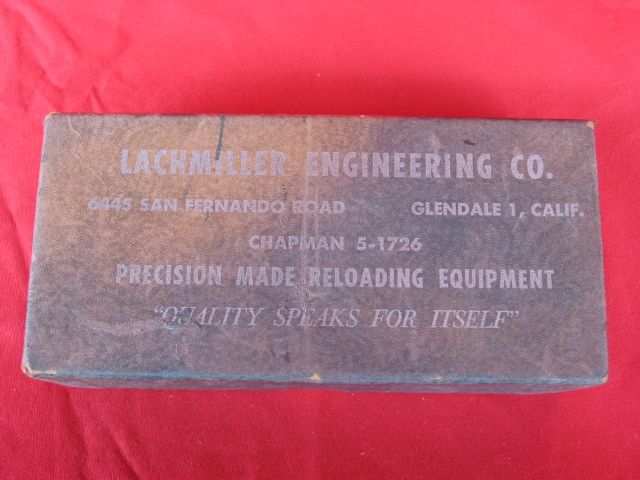 LACHMILLER ENGINEERING CO.
6445 SAN FERNANDO ROAD GLENDALE 1, CALIF.
CHAPMAN 5-1726
PRECISION MADE RELOADING EQUIPMENT
"QUALITY SPEAKS FOR ITSELF"